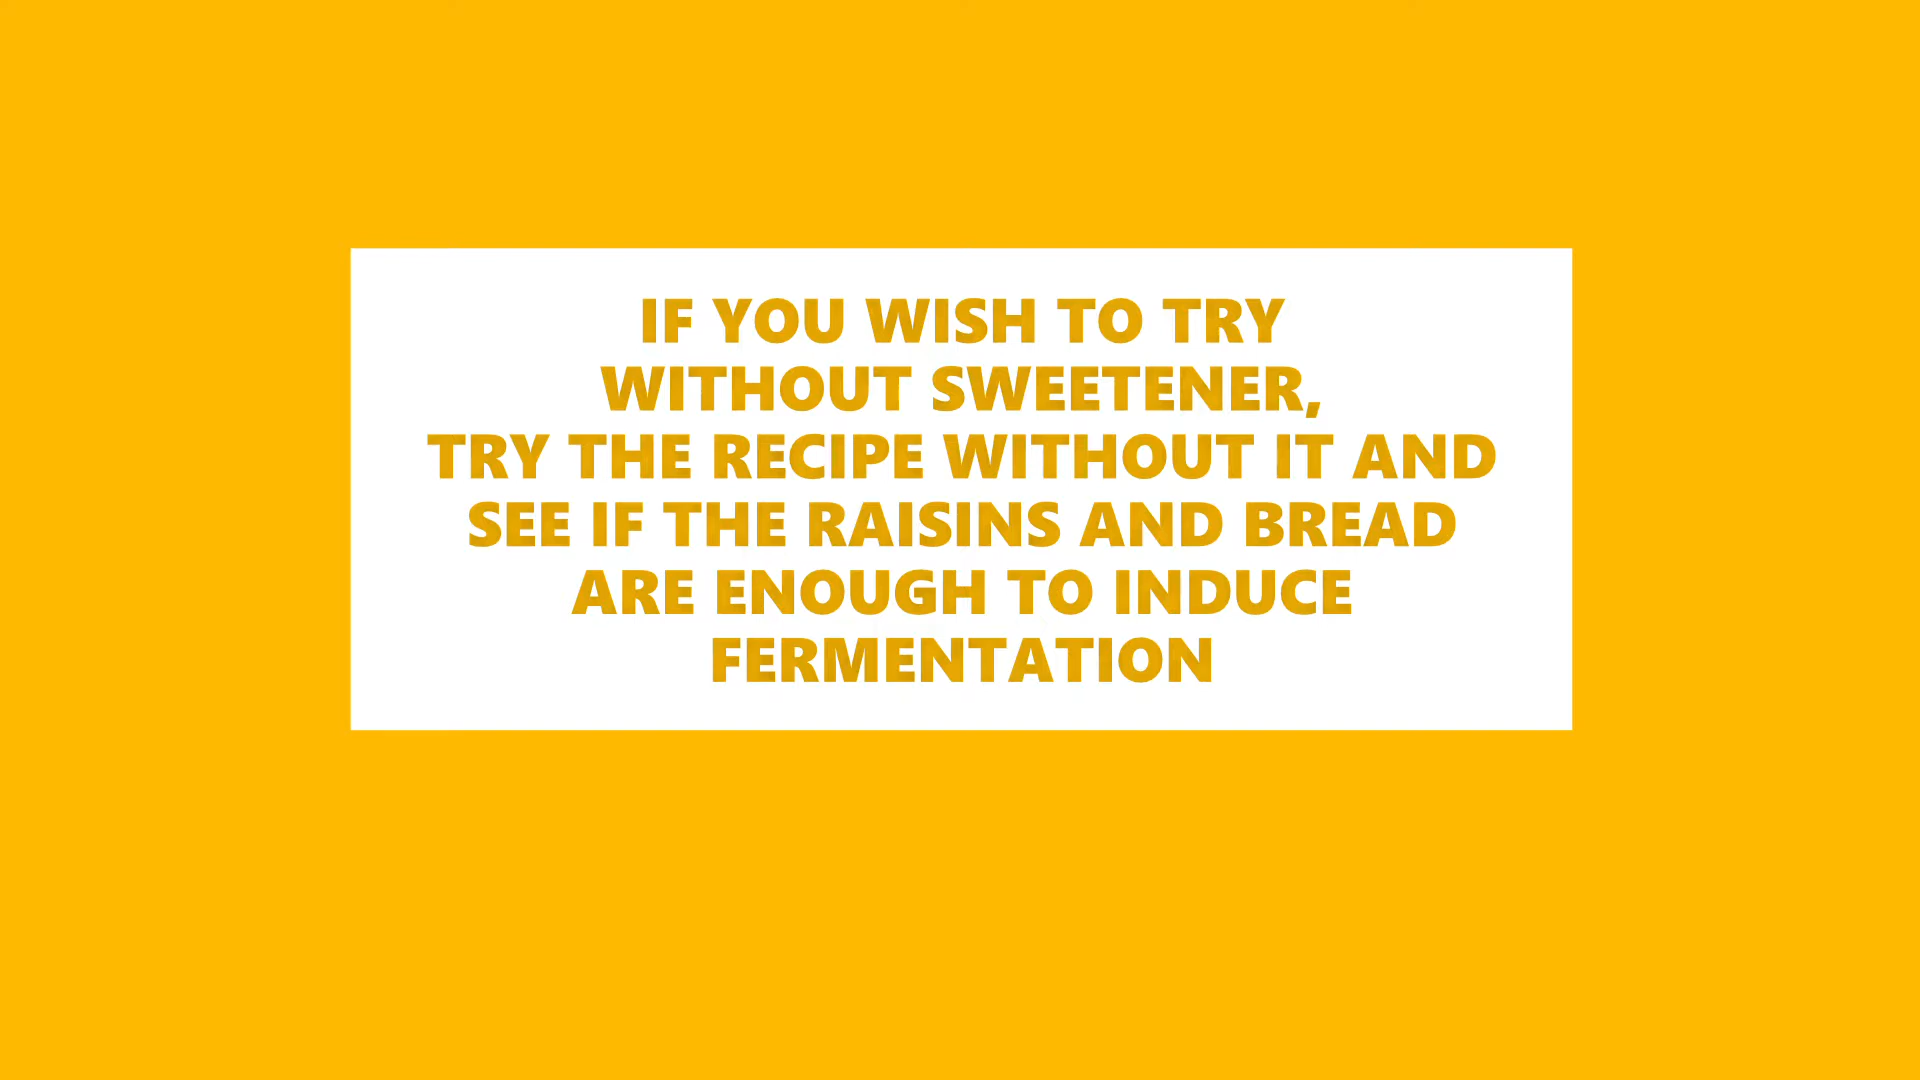 IF YOU WISH TO TRY
WITHOUT SWEETENER,
TRY THE RECIPE WITHOUT IT AND
SEE IF THE RAISINS AND BREAD
ARE ENOUGH TO INDUCE
FERMENTATION